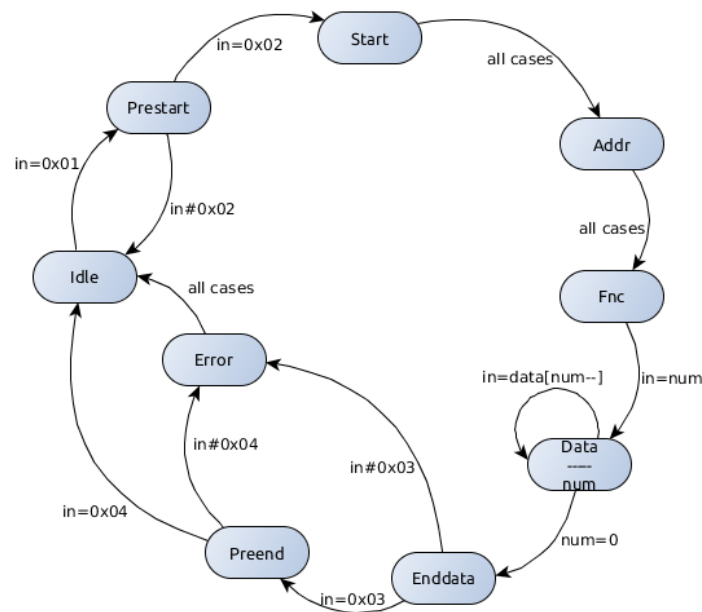 Start
in=0x02
all cases
Prestart
Addr
in=0x01
in#0x02
all cases
Idle
all cases
Fnc
Error
in=data[num--]
in=num
in#0x04
Data
-----
num
in#0x03
in=0x04
num=0
Preend
Enddata
in=0x03